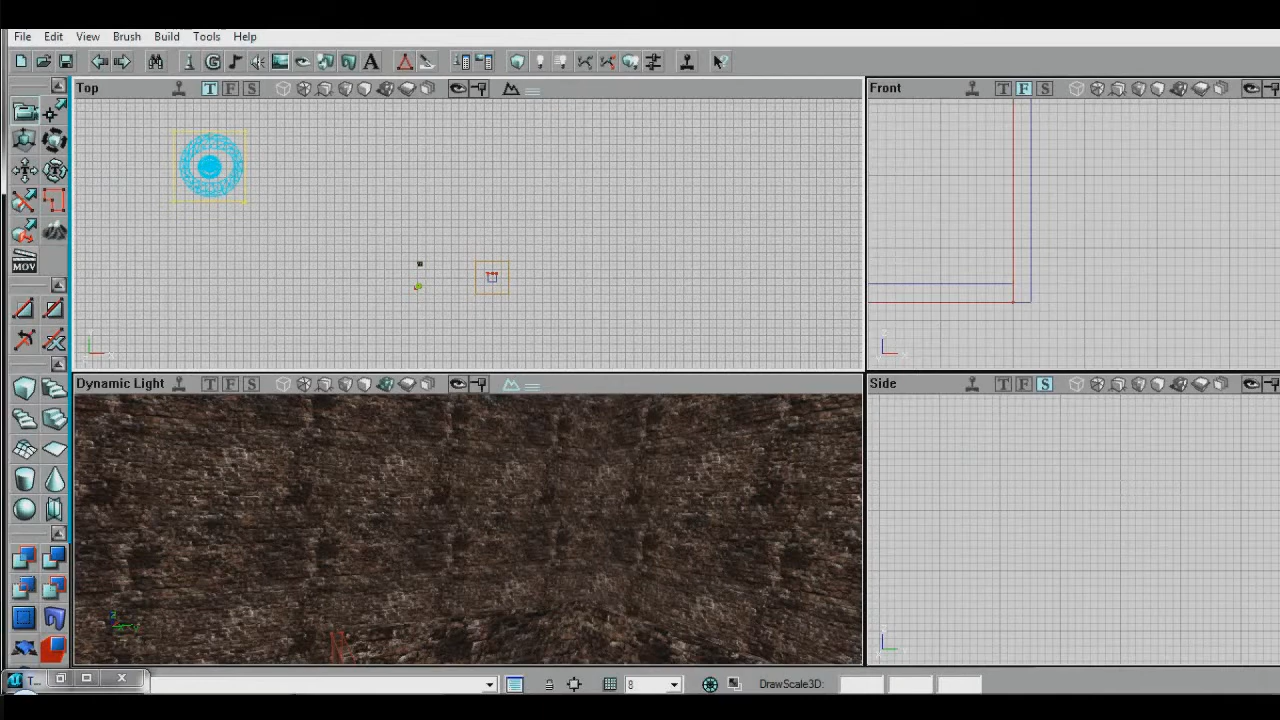 File Edit View Brush Build Tools Help
Top T F S
Front T F S
MOV
Dynamic Light T F S
Side T F S
T... 8 DrawScale3D: